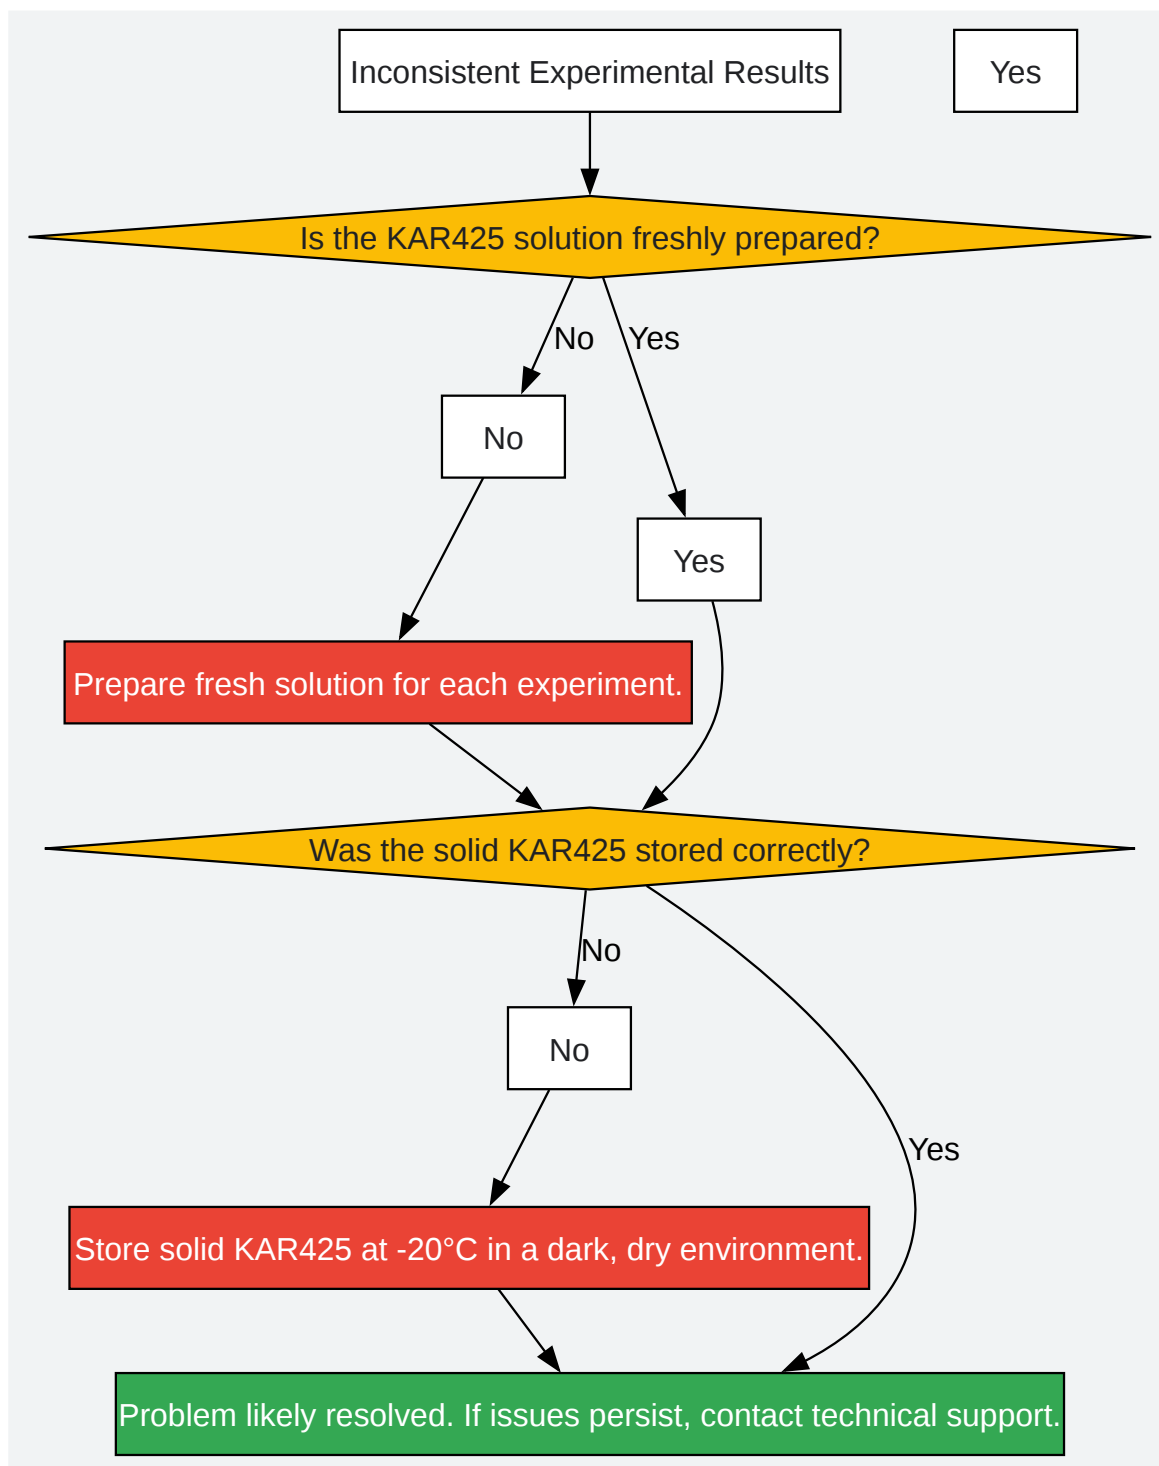 Inconsistent Experimental Results
Yes
Is the KAR425 solution freshly prepared?
No
Yes
No
Yes
Prepare fresh solution for each experiment.
Was the solid KAR425 stored correctly?
No
No
Yes
Store solid KAR425 at -20°C in a dark, dry environment.
Problem likely resolved. If issues persist, contact technical support.